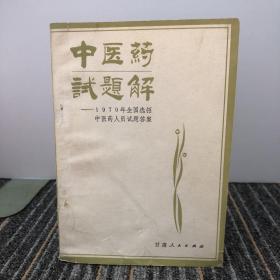 中医药
試題解
——1979年全国选任
中医药人员试题答案
甘肃人民出版社